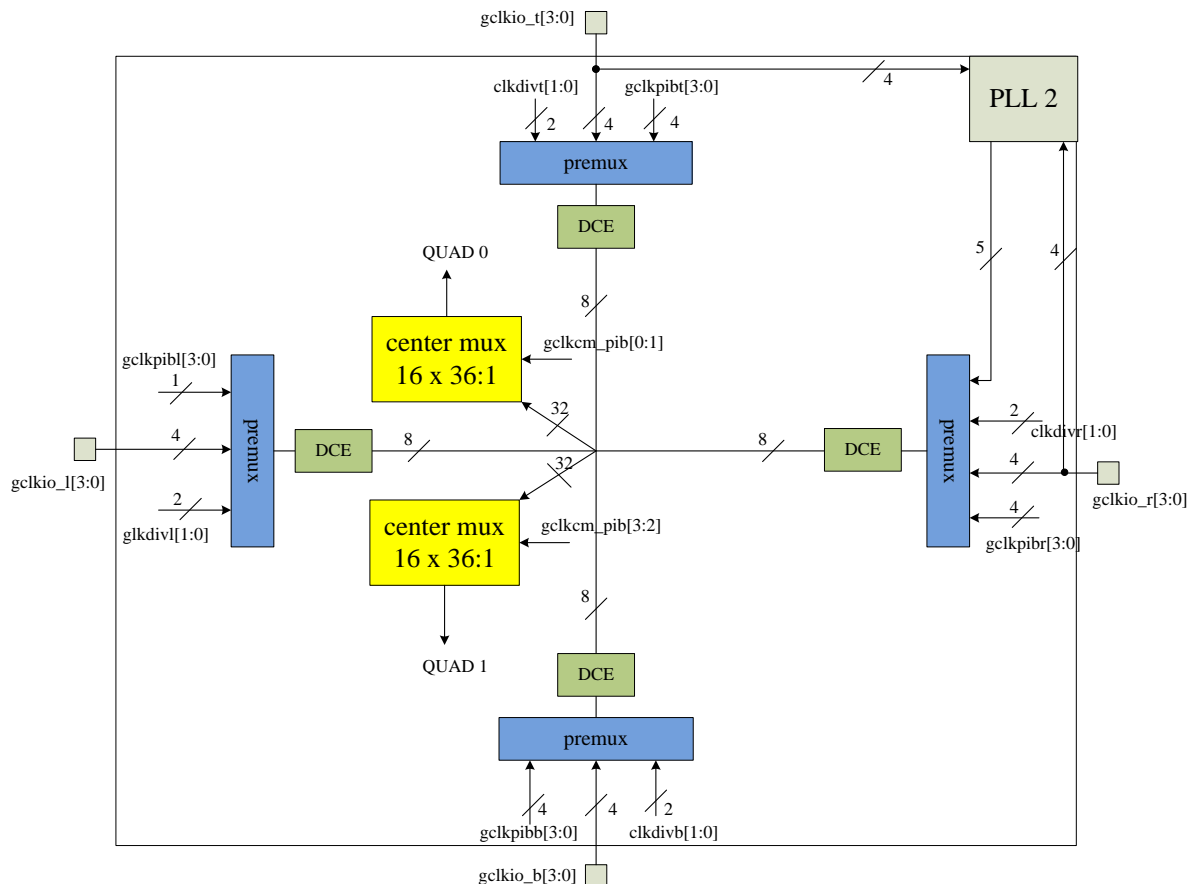 gclkio_t[3:0]
4
PLL 2
clkdivt[1:0]
gclkpibt[3:0]
2
4
4
premux
DCE
QUAD 0
5
4
8
center mux
16 x 36:1
gclkcm_pib[0:1]
gclkpibl[3:0]
1
premux
4
gclkio_l[3:0]
2
glkdivl[1:0]
DCE
8
32
32
8
DCE
premux
2
clkdivr[1:0]
4
gclkio_r[3:0]
4
gclkpibr[3:0]
center mux
16 x 36:1
gclkcm_pib[3:2]
8
QUAD 1
DCE
premux
4
4
2
gclkpibb[3:0]
clkdivb[1:0]
gclkio_b[3:0]